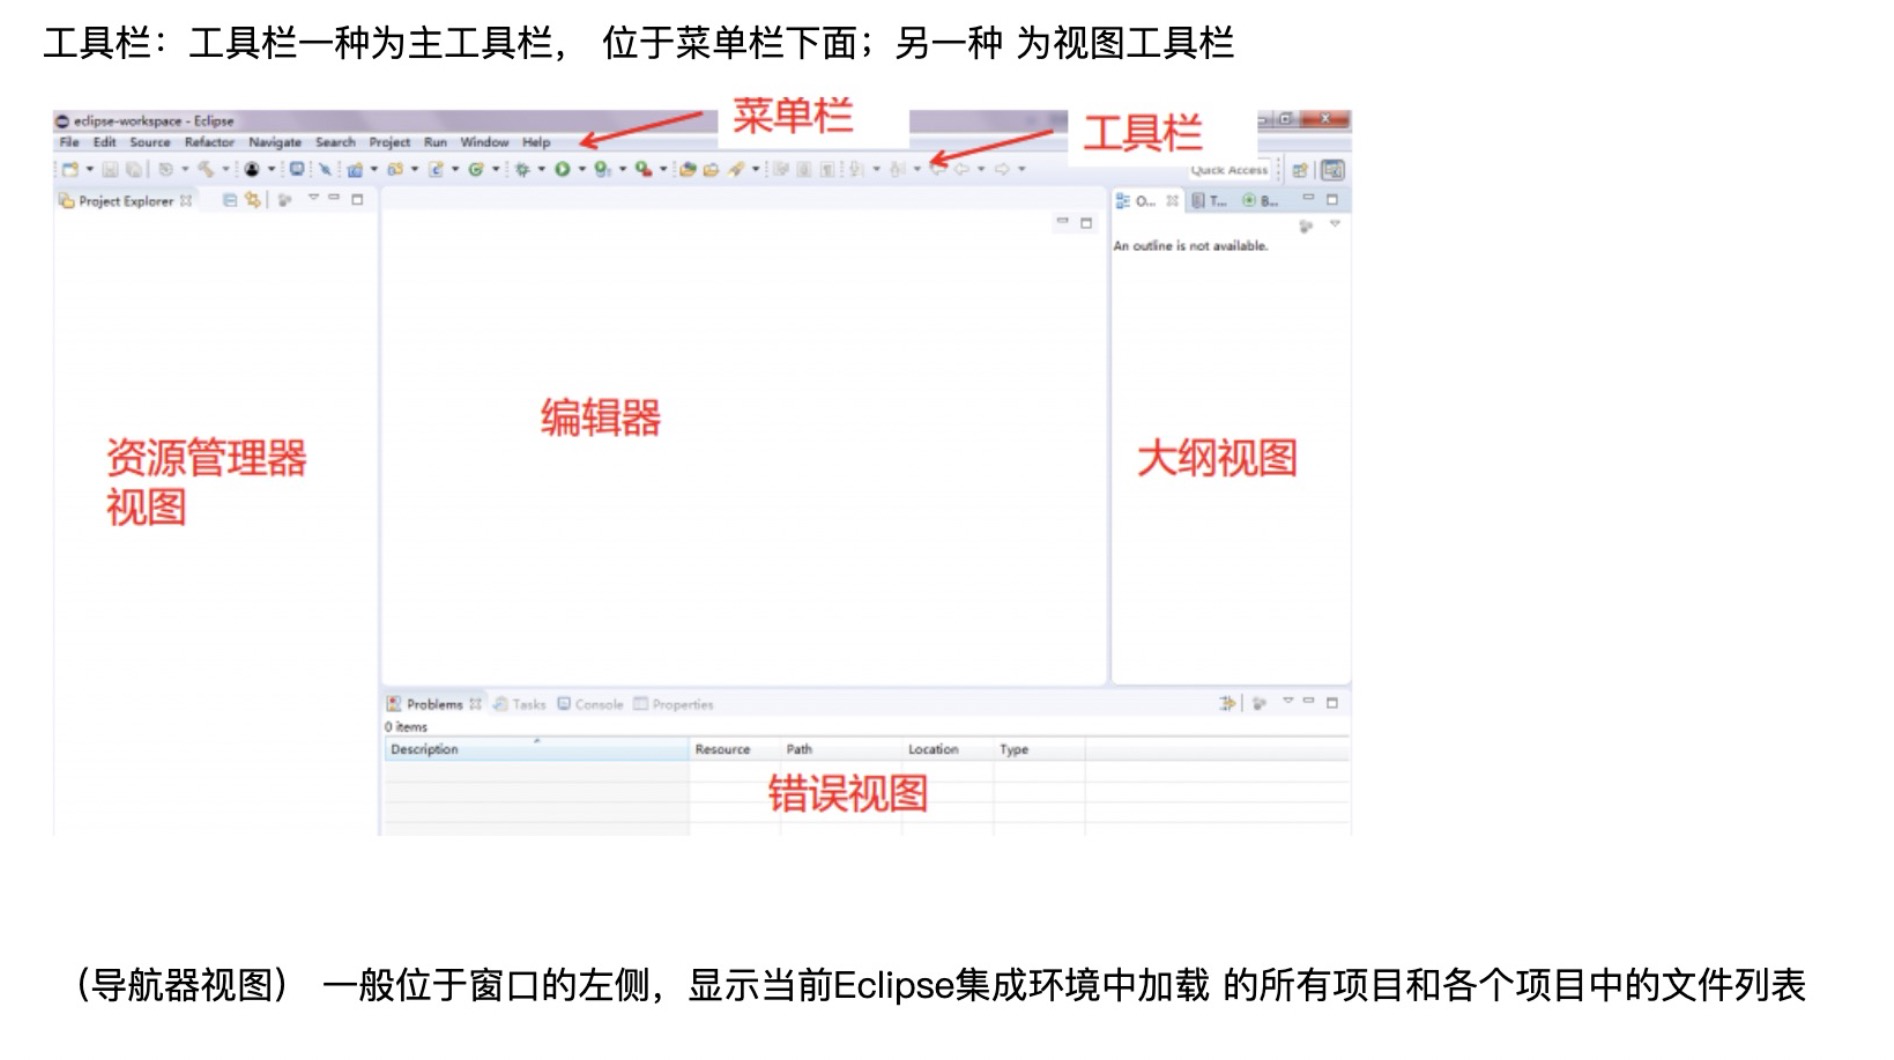 工具栏：工具栏一种为主工具栏， 位于菜单栏下面；另一种 为视图工具栏
菜单栏
工具栏
eclipse-workspace - Eclipse
File Edit Source Refactor Navigate Search Project Run Window Help
Quick Access
Project Explorer
O... T... B...
An outline is not available.
编辑器
资源管理器
视图
大纲视图
Problems Tasks Console Properties
0 items
Description Resource Path Location Type
错误视图
（导航器视图） 一般位于窗口的左侧，显示当前Eclipse集成环境中加载 的所有项目和各个项目中的文件列表